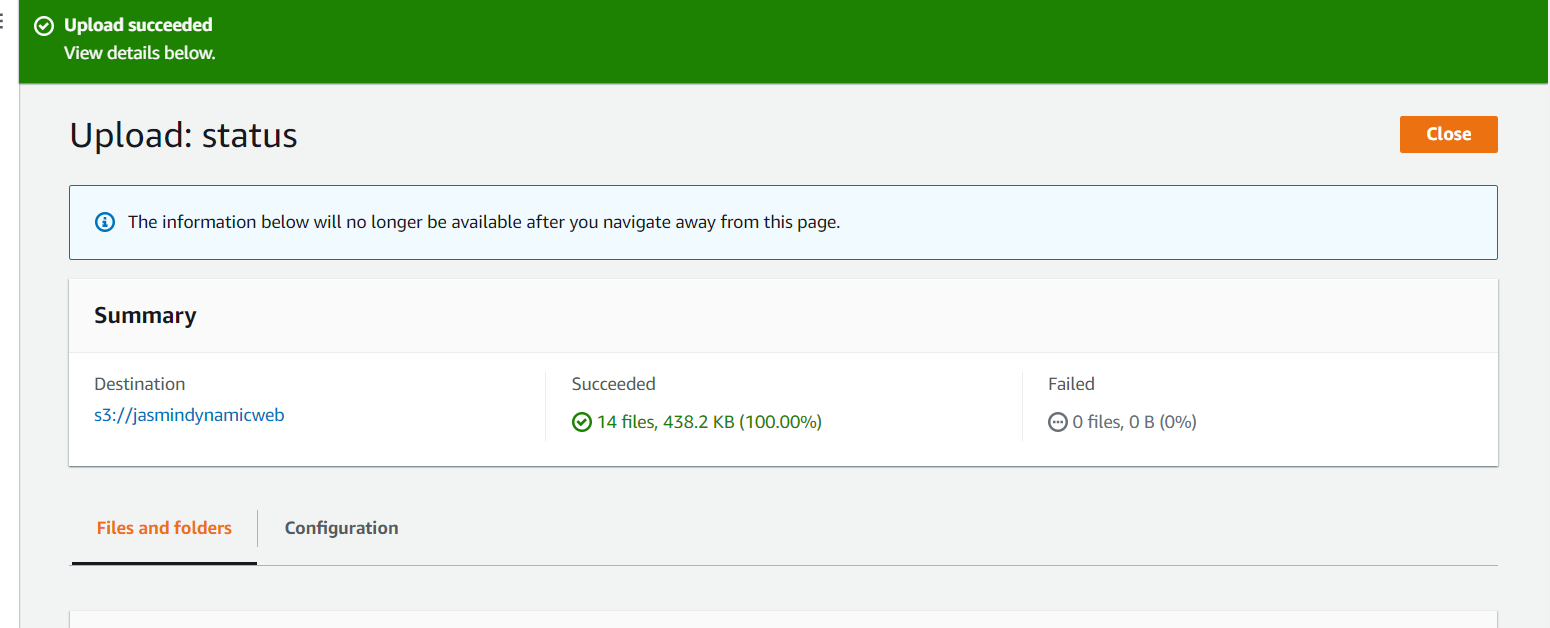 Upload succeeded
View details below.
Upload: status
Close
The information below will no longer be available after you navigate away from this page.
Summary
Destination
s3://jasmindynamicweb
Succeeded
14 files, 438.2 KB (100.00%)
Failed
0 files, 0 B (0%)
Files and folders
Configuration